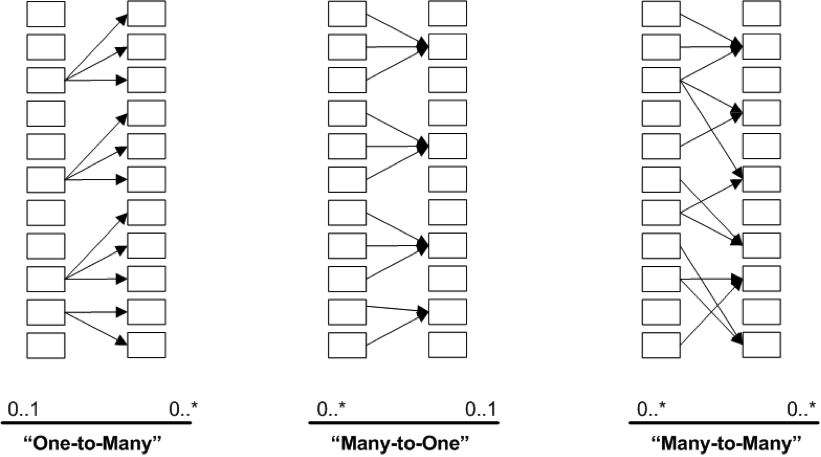 0..1 0..*
"One-to-Many"
0..* 0..1
"Many-to-One"
0..* 0..*
"Many-to-Many"